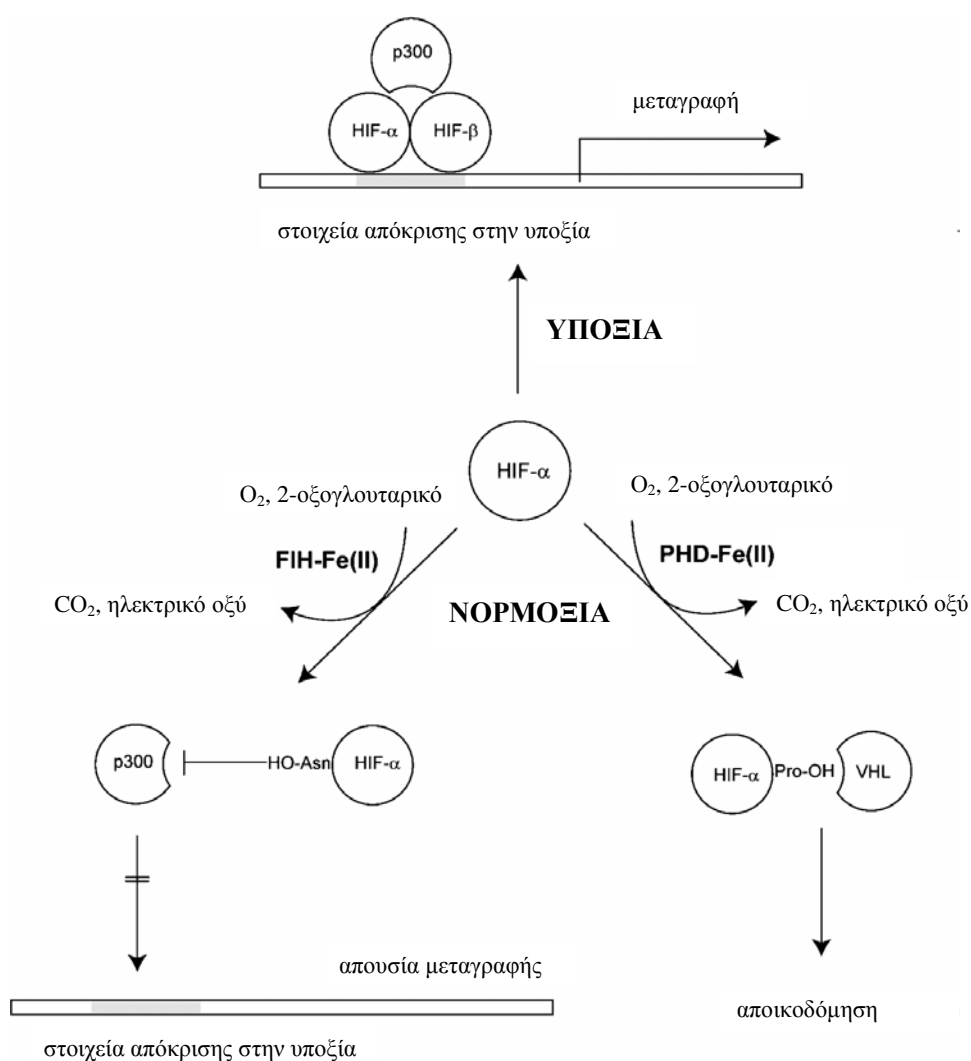 p300
μεταγραφή
HIF-α HIF-β
στοιχεία απόκρισης στην υποξία
ΥΠΟΞΙΑ
HIF-α
O₂, 2-οξογλουταρικό
O₂, 2-οξογλουταρικό
FIH-Fe(II)
PHD-Fe(II)
CO₂, ηλεκτρικό οξύ
ΝΟΡΜΟΞΙΑ
CO₂, ηλεκτρικό οξύ
p300
HO-Asn
HIF-α
HIF-α
Pro-OH
VHL
απουσία μεταγραφής
αποικοδόμηση
στοιχεία απόκρισης στην υποξία